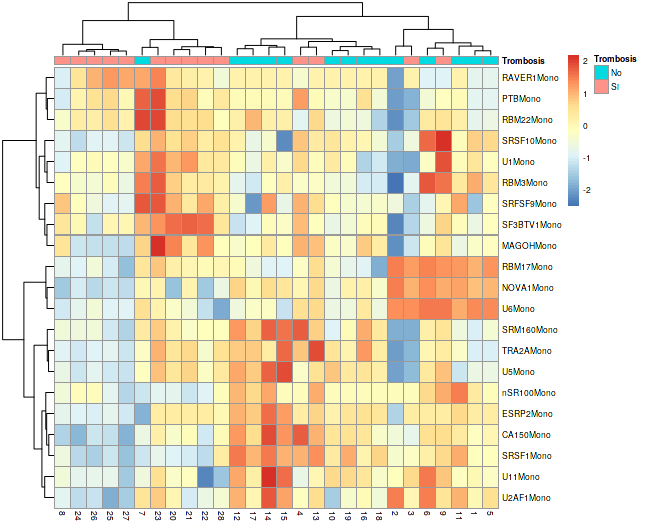 Trombosis
RAVER1Mono
PTBMono
RBM22Mono
SRSF10Mono
U1Mono
RBM3Mono
SRFSF9Mono
SF3BTV1Mono
MAGOHMono
RBM17Mono
NOVA1Mono
U6Mono
SRM160Mono
TRA2AMono
U5Mono
nSR100Mono
ESRP2Mono
CA150Mono
SRSF1Mono
U11Mono
U2AF1Mono
8 24 26 25 27 7 23 20 21 22 28 12 17 14 15 4 13 10 19 16 18 2 3 6 9 11 1 5
2
1
0
-1
-2
Trombosis
No
SI